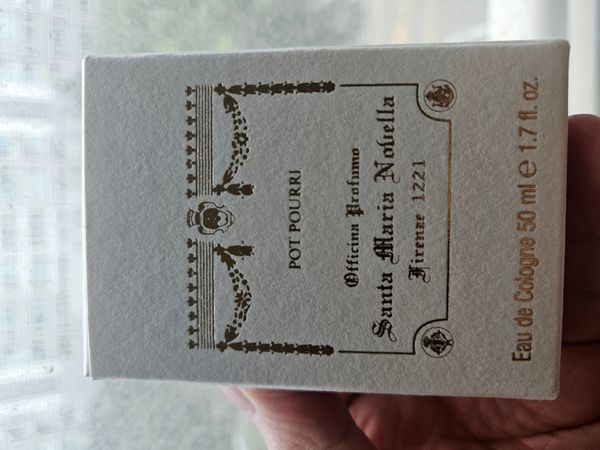 POT POURRI
Officina Profumo
Santa Maria Novella
Firenze 1221
Eau de Cologne 50 ml e 1.7 fl. oz.